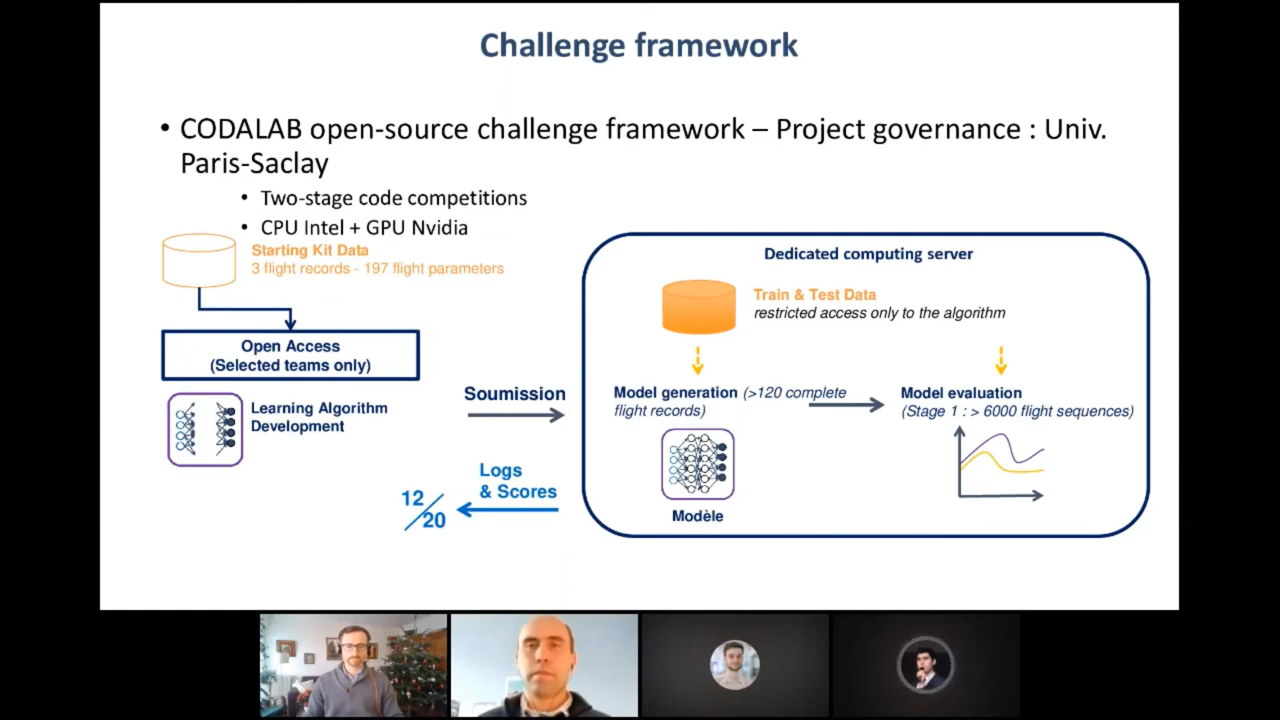 Challenge framework
• CODALAB open-source challenge framework – Project governance : Univ.
Paris-Saclay
• Two-stage code competitions
• CPU Intel + GPU Nvidia
Starting Kit Data
3 flight records - 197 flight parameters
Open Access
(Selected teams only)
Learning Algorithm
Development
Soumission
Logs
& Scores
12/20
Dedicated computing server
Train & Test Data
restricted access only to the algorithm
Model generation (>120 complete
flight records)
Modèle
Model evaluation
(Stage 1 : > 6000 flight sequences)